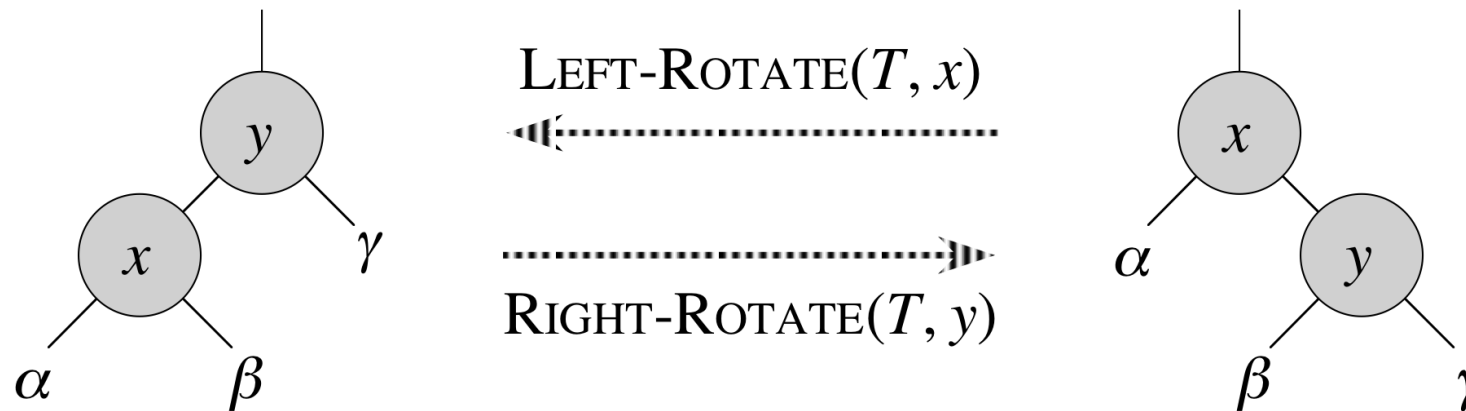 LEFT-ROTATE(T, x)
y
x
x
γ
α
y
RIGHT-ROTATE(T, y)
α
β
β
γ